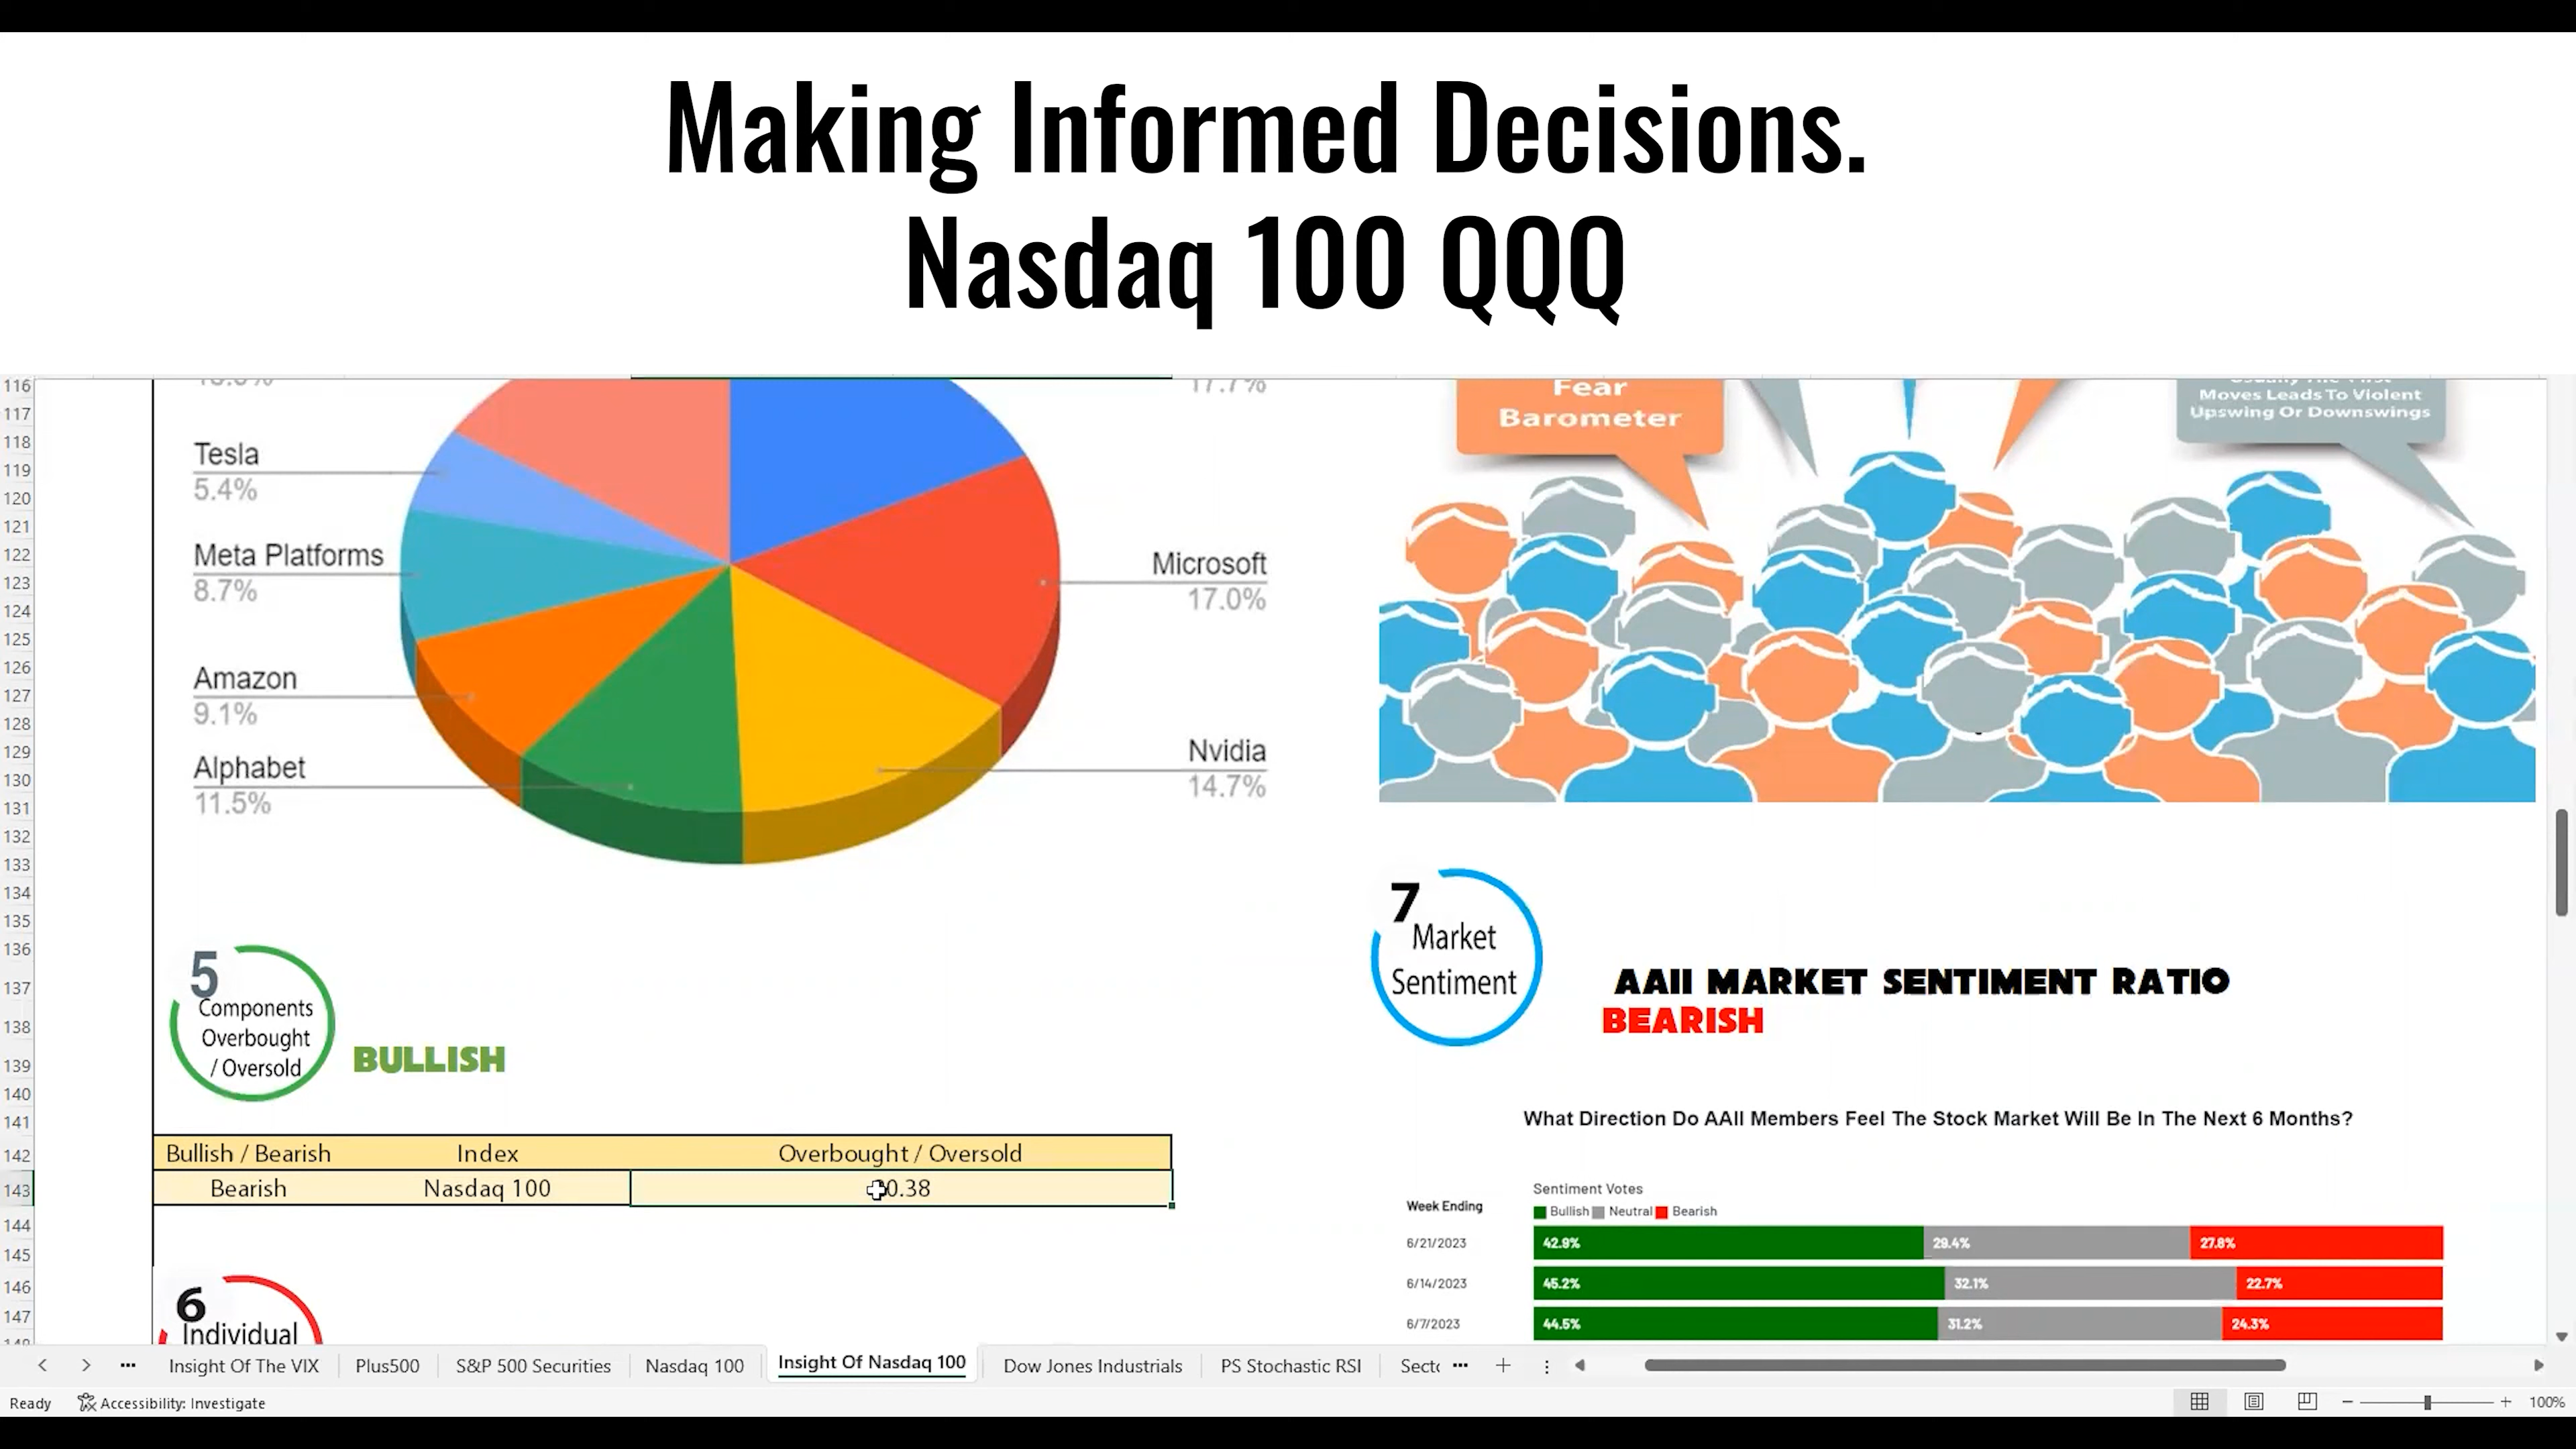 Making Informed Decisions.
Nasdaq 100 QQQ
116
117
118
119
120
121
122
123
124
125
126
127
128
129
130
131
132
133
134
135
136
137
138
139
140
141
142
143
144
145
146
147
17.7%
Tesla
5.4%
Meta Platforms
8.7%
Amazon
9.1%
Alphabet
11.5%
Microsoft
17.0%
Nvidia
14.7%
Fear
Barometer
Moves Leads To Violent
Upswing Or Downswings
5
Components
Overbought
/ Oversold
BULLISH
Bullish / Bearish Index Overbought / Oversold
Bearish Nasdaq 100
6
Individual
7
Market
Sentiment
AAII MARKET SENTIMENT RATIO
BEARISH
What Direction Do AAII Members Feel The Stock Market Will Be In The Next 6 Months?
Week Ending
Sentiment Votes
Bullish Neutral Bearish
6/21/2023 42.9% 29.4% 27.8%
6/14/2023 45.2% 32.1% 22.7%
6/7/2023 44.5% 31.2% 24.3%
Insight Of The VIX Plus500 S&P 500 Securities Nasdaq 100 Insight Of Nasdaq 100 Dow Jones Industrials PS Stochastic RSI
Ready Accessibility: Investigate 100%